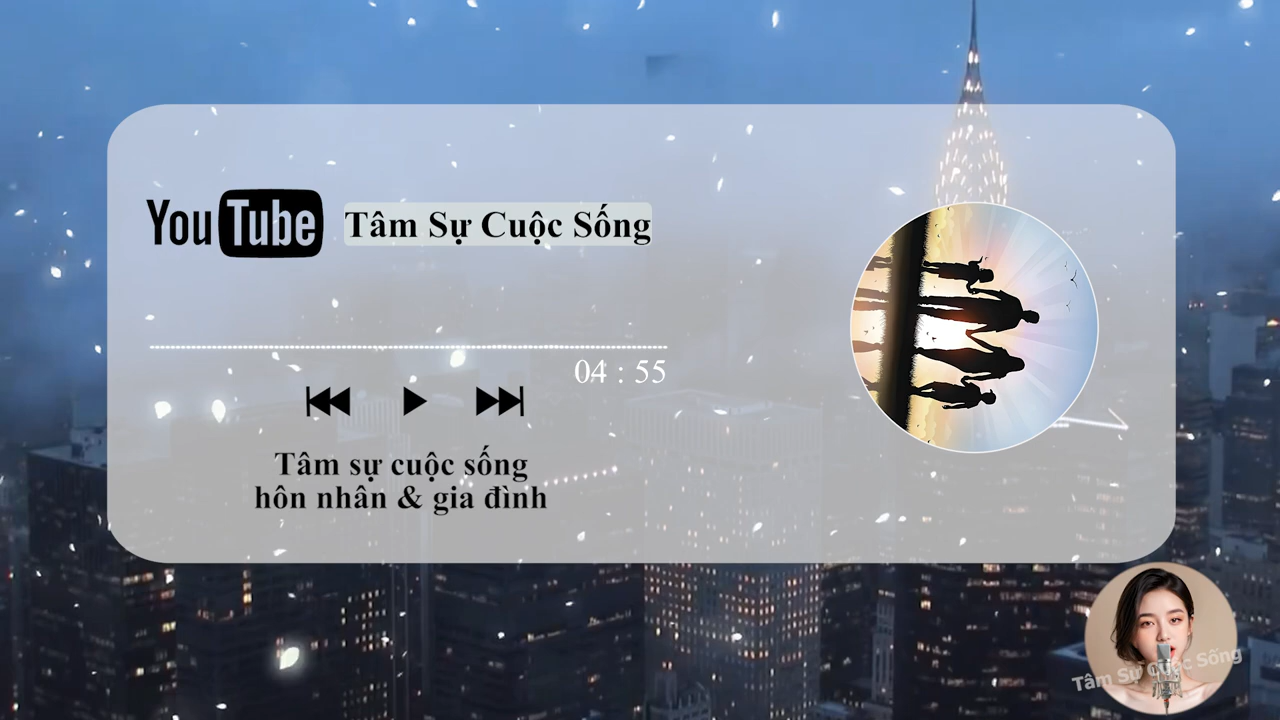 YouTube
Tâm Sự Cuộc Sống
04 : 55
Tâm sự cuộc sống
hôn nhân & gia đình
Tâm Sự Cuộc Sống